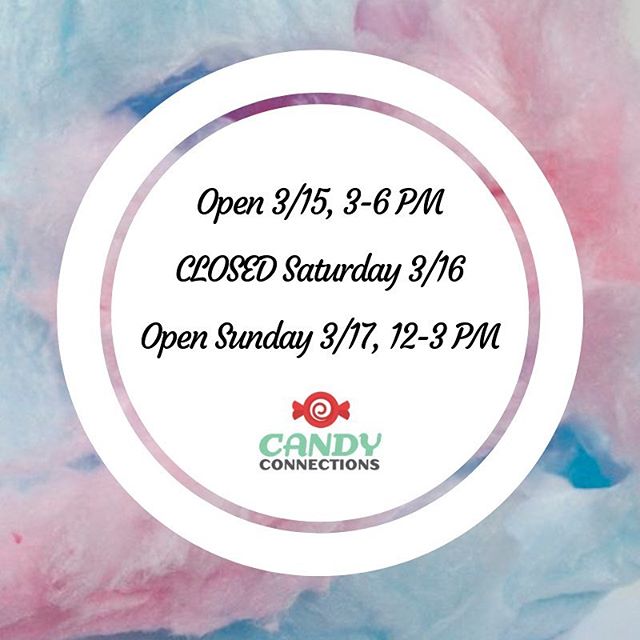 Open 3/15, 3-6 PM
CLOSED Saturday 3/16
Open Sunday 3/17, 12-3 PM
CANDY
CONNECTIONS